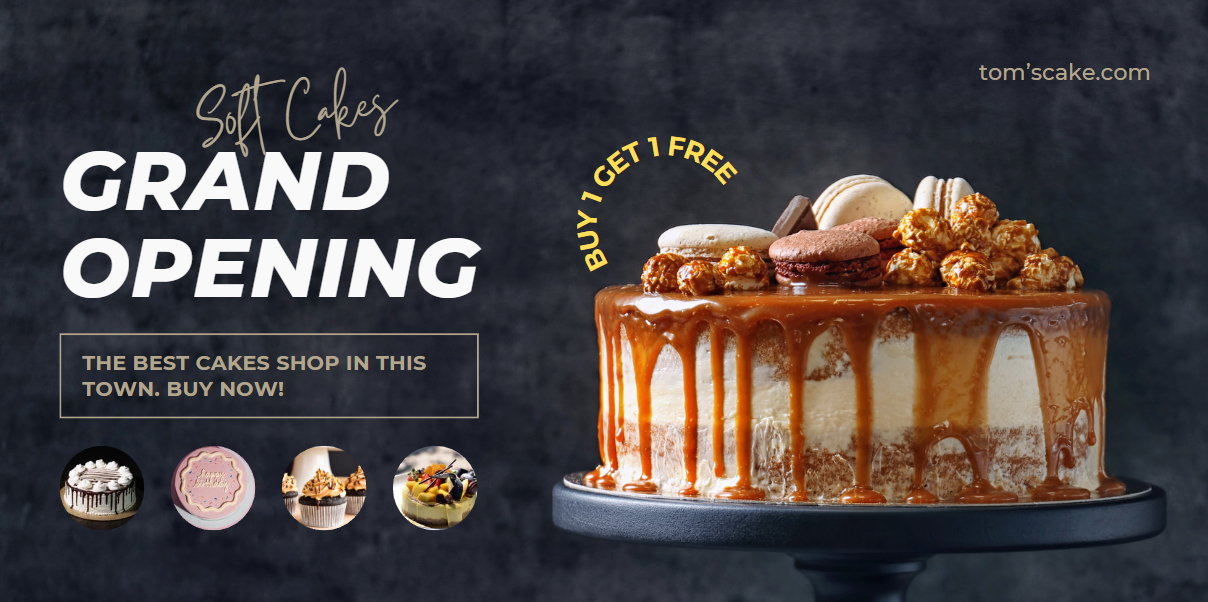 tom’scake.com
Soft Cakes
GRAND
OPENING
BUY 1 GET 1 FREE
THE BEST CAKES SHOP IN THIS
TOWN. BUY NOW!